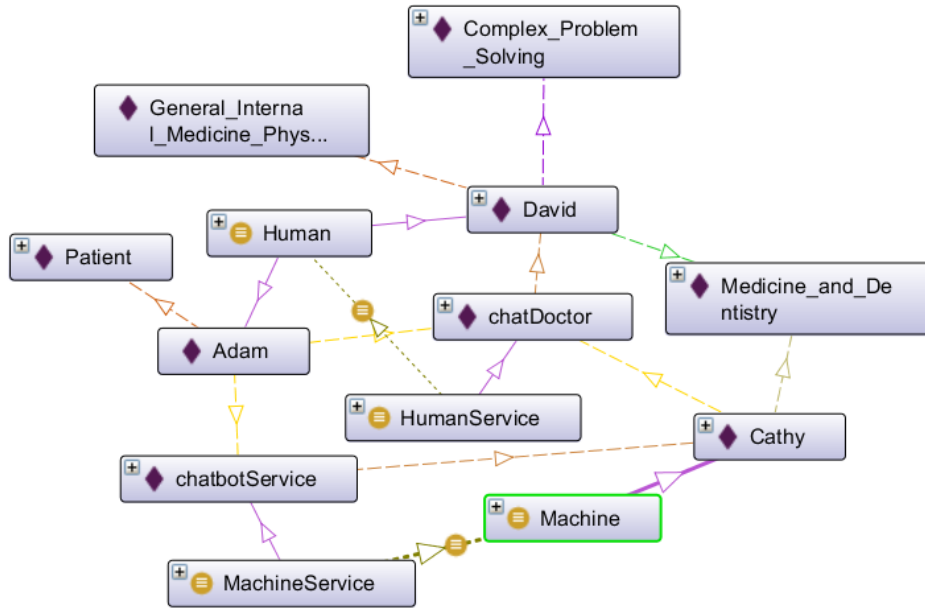 Complex_Problem
_Solving
General_Interna
l_Medicine_Phys...
David
Human
Patient
Medicine_and_De
ntistry
chatDoctor
Adam
HumanService
Cathy
chatbotService
Machine
MachineService